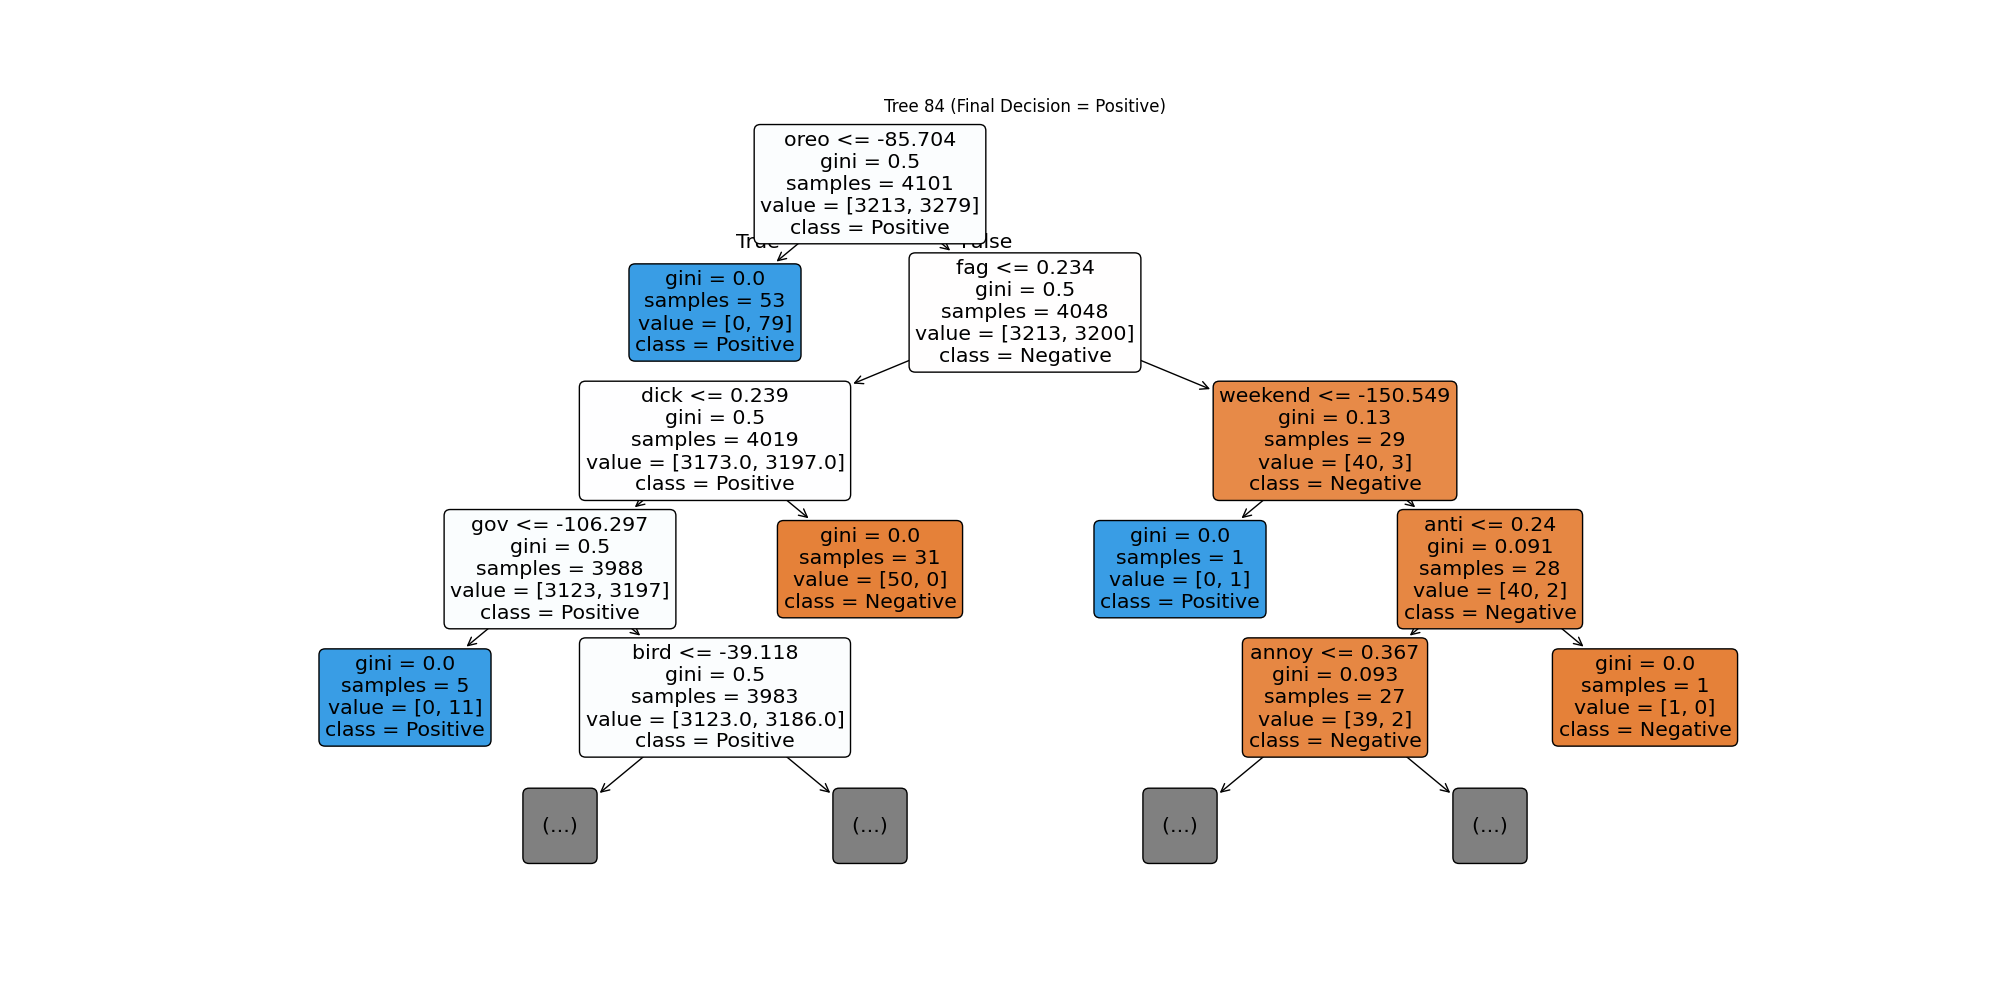 Tree 84 (Final Decision = Positive)
oreo <= -85.704
gini = 0.5
samples = 4101
value = [3213, 3279]
class = Positive
True
False
gini = 0.0
samples = 53
value = [0, 79]
class = Positive
fag <= 0.234
gini = 0.5
samples = 4048
value = [3213, 3200]
class = Negative
dick <= 0.239
gini = 0.5
samples = 4019
value = [3173.0, 3197.0]
class = Positive
weekend <= -150.549
gini = 0.13
samples = 29
value = [40, 3]
class = Negative
gov <= -106.297
gini = 0.5
samples = 3988
value = [3123, 3197]
class = Positive
gini = 0.0
samples = 31
value = [50, 0]
class = Negative
gini = 0.0
samples = 1
value = [0, 1]
class = Positive
anti <= 0.24
gini = 0.091
samples = 28
value = [40, 2]
class = Negative
gini = 0.0
samples = 5
value = [0, 11]
class = Positive
bird <= -39.118
gini = 0.5
samples = 3983
value = [3123.0, 3186.0]
class = Positive
annoy <= 0.367
gini = 0.093
samples = 27
value = [39, 2]
class = Negative
gini = 0.0
samples = 1
value = [1, 0]
class = Negative
(...)
(...)
(...)
(...)